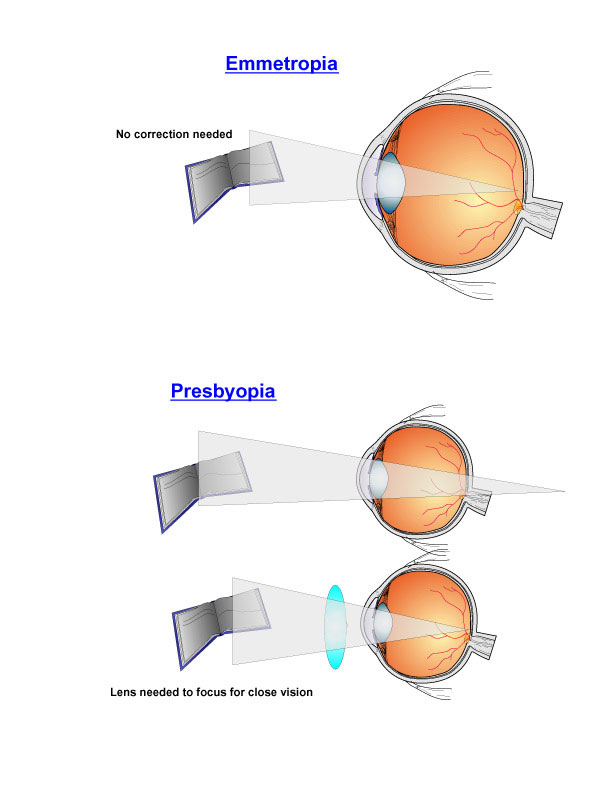 Emmetropia
No correction needed
Presbyopia
Lens needed to focus for close vision